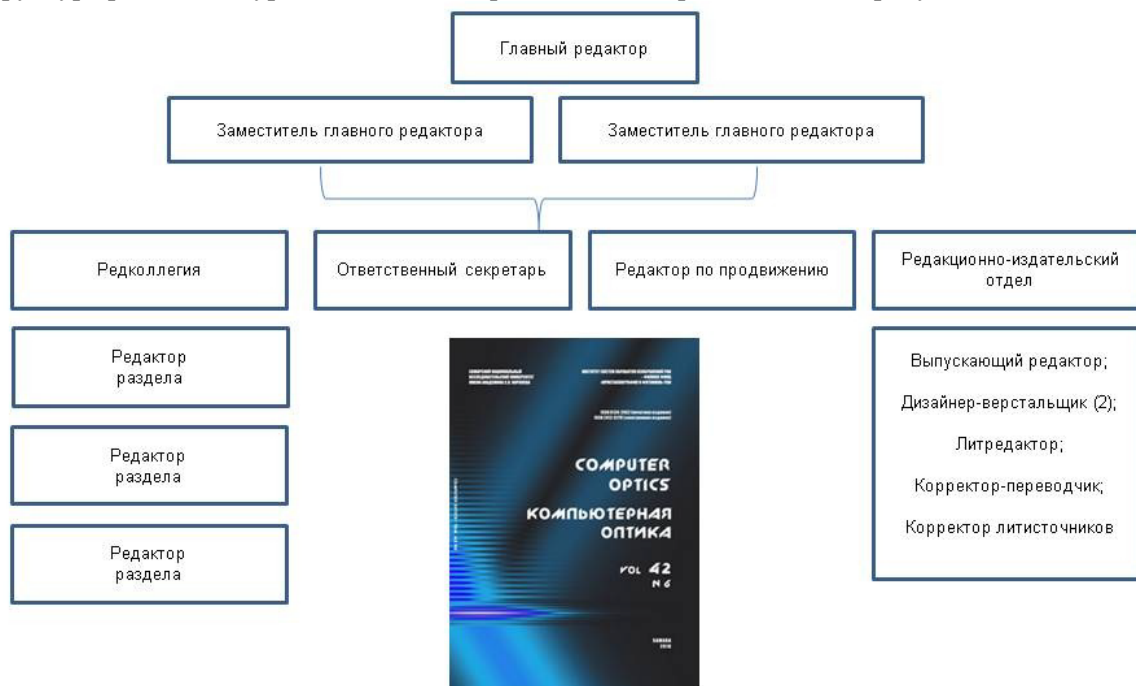 Главный редактор
Заместитель главного редактора
Заместитель главного редактора
Редколлегия
Ответственный секретарь
Редактор по продвижению
Редакционно-издательский
отдел
Редактор
раздела
Редактор
раздела
Редактор
раздела
Выпускающий редактор;
Дизайнер-верстальщик (2);
Литредактор;
Корректор-переводчик;
Корректор литисточников
COMPUTER
OPTICS
КОМПЬЮТЕРНАЯ
ОПТИКА
VOL 42
N 6